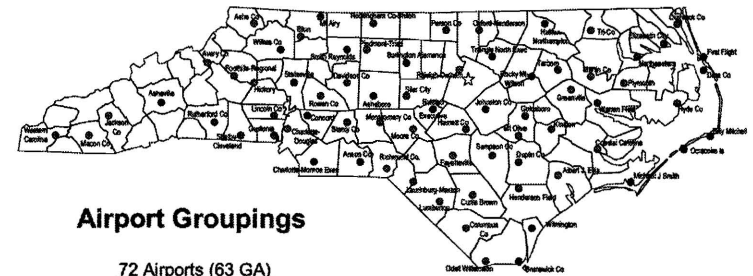 Ashe Co
Mt Airy
Rockingham Co-Shiloh
Person Co
Oxford-Henderson
Halifax-
Northampton
Tri-Co
Elizabeth City
Currituck Co
Wilkes Co
Elkin
Smith Reynolds
Piedmont-Triad
Burlington Alamance
Triangle North Exec
Northeastern
First Flight
Avery Co
Foothills-Regional
Statesville
Davidson Co
Raleigh-Durham
Rocky Mt-
Wilson
Tarboro
Martin Co
Plymouth
Dare Co
Asheville
Hickory
Rowan Co
Asheboro
Siler City
Johnston Co
Goldsboro
Greenville
Warren Field
Hyde Co
Jackson
Co
Rutherford Co
Lincoln Co
Concord
Executive
Harnett Co
Kinston
Billy Mitchell
Western
Carolina
Macon Co
Shelby
Cleveland
Gastonia
Charlotte-
Douglas
Stanly Co
Montgomery Co
Moore Co
Mt Olive
Coastal Carolina
Ocracoke Is
Charlotte-Monroe Exec
Anson Co
Richmond Co
Fayetteville
Sampson Co
Duplin Co
Albert J. Ellis
Michael J Smith
Laurinburg-Maxton
Lumberton
Curtis Brown
Henderson Field
Columbus
Co
Wilmington
Odell Williamson
Brunswick Co
Airport Groupings
72 Airports (63 GA)